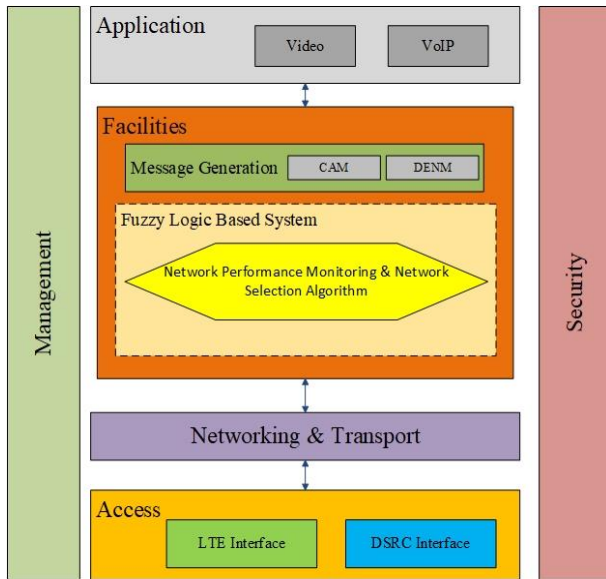 Application
Video
VoIP
Facilities
Message Generation
CAM
DENM
Fuzzy Logic Based System
Network Performance Monitoring & Network
Selection Algorithm
Management
Security
Networking & Transport
Access
LTE Interface
DSRC Interface